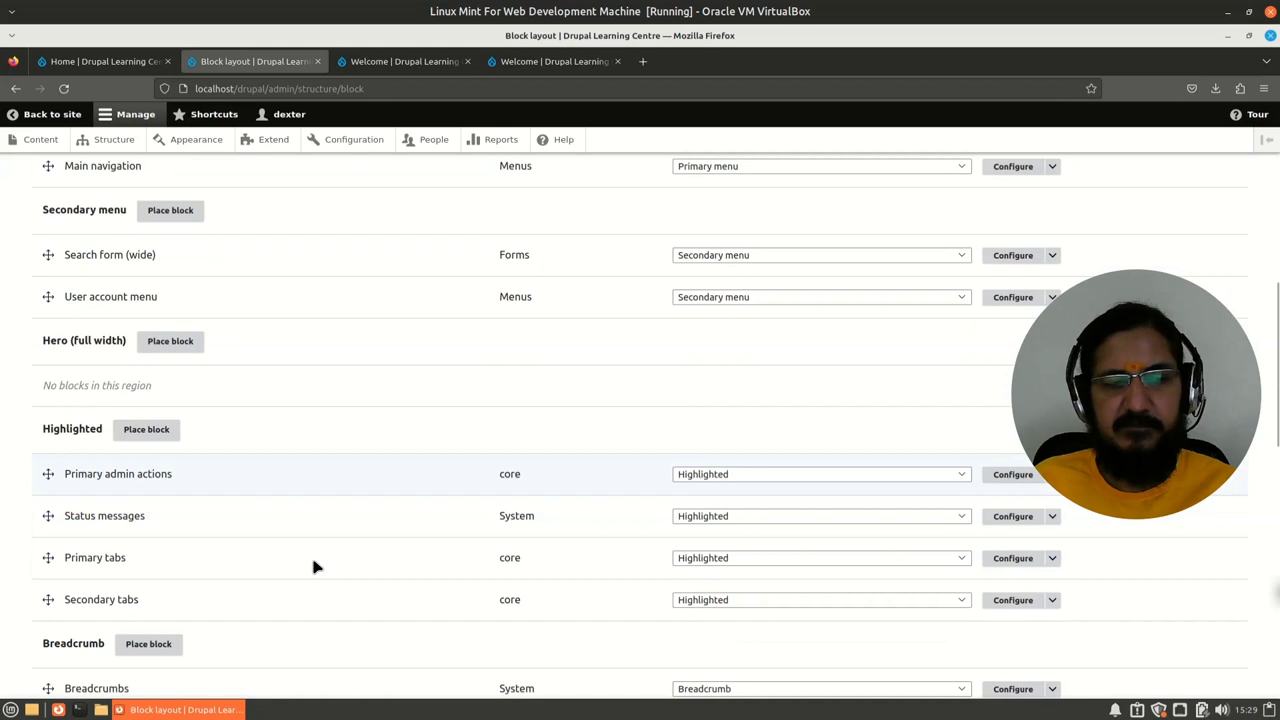 Linux Mint For Web Development Machine [Running] - Oracle VM VirtualBox
Block layout | Drupal Learning Centre — Mozilla Firefox
Home | Drupal Learning Cen
Block layout | Drupal Learni
Welcome | Drupal Learning
Welcome | Drupal Learning
localhost/drupal/admin/structure/block
Back to site
Manage
Shortcuts
dexter
Tour
Content
Structure
Appearance
Extend
Configuration
People
Reports
Help
Main navigation Menus Primary menu Configure
Secondary menu Place block
Search form (wide) Forms Secondary menu Configure
User account menu Menus Secondary menu Configure
Hero (full width) Place block
No blocks in this region
Highlighted Place block
Primary admin actions core Highlighted Configure
Status messages System Highlighted Configure
Primary tabs core Highlighted Configure
Secondary tabs core Highlighted Configure
Breadcrumb Place block
Breadcrumbs System Breadcrumb Configure
Block layout | Drupal Lear...
15:29